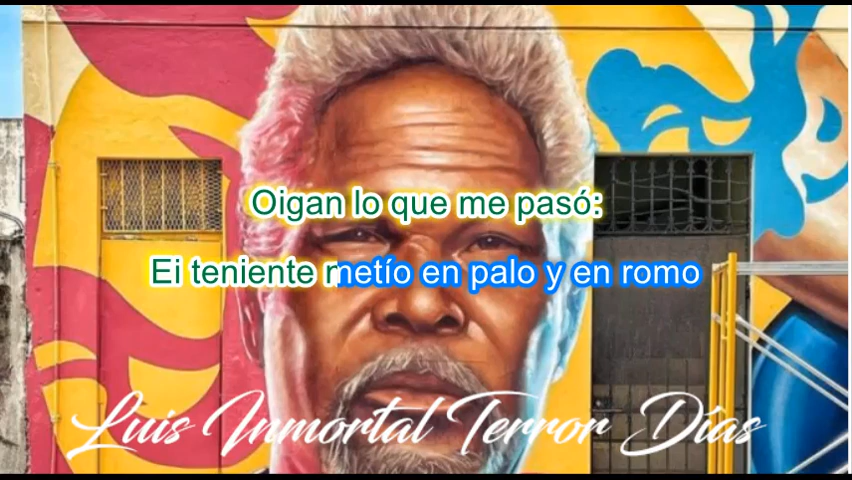 Oigan lo que me pasó:
Ei teniente metío en palo y en romo
Luis Inmortal Terror Días